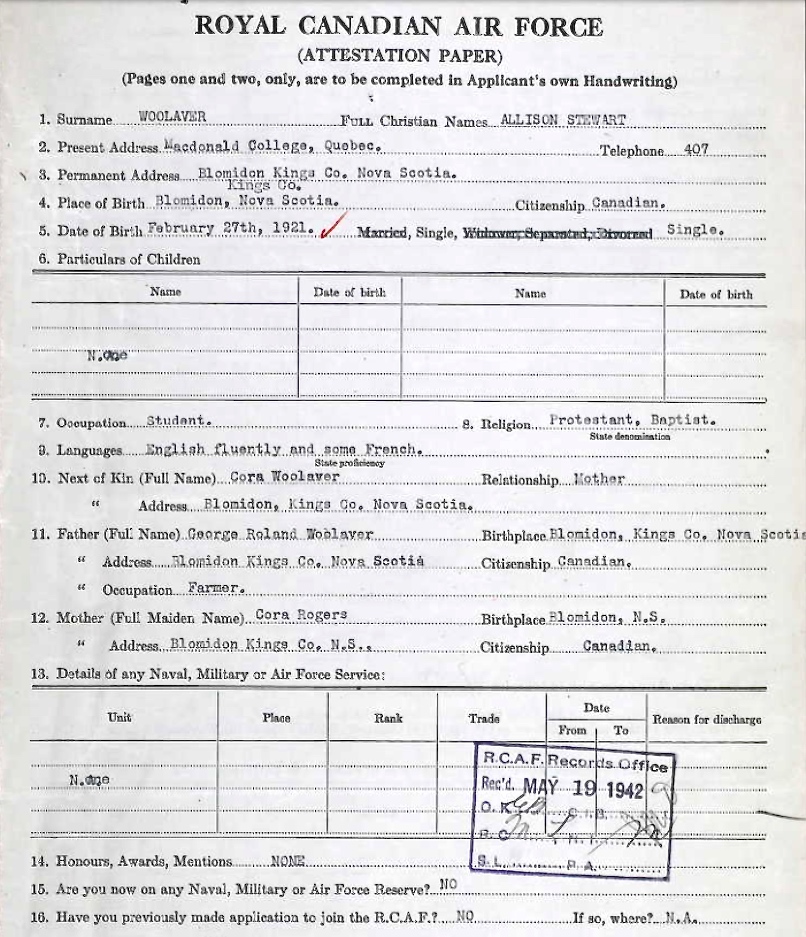 ROYAL CANADIAN AIR FORCE
(ATTESTATION PAPER)
(Pages one and two, only, are to be completed in Applicant's own Handwriting)
1. Surname WOOLAVER FULL Christian Names ALLISON STEWART
2. Present Address Macdonald College, Quebec. Telephone 407
3. Permanent Address Blomidon Kings Co. Nova Scotia.
Kings Co.
4. Place of Birth Blomidon, Nova Scotia. Citizenship Canadian.
5. Date of Birth February 27th, 1921. Married, Single, Widower, Separated, Divorced Single.
6. Particulars of Children
Name Date of birth Name Date of birth
None
7. Occupation Student. 8. Religion Protestant, Baptist.
State denomination
9. Languages English fluently and some French.
State proficiency
10. Next of Kin (Full Name) Cora Woolaver Relationship Mother
" Address Blomidon, Kings Co. Nova Scotia.
11. Father (Full Name) George Roland Woolaver Birthplace Blomidon, Kings Co. Nova Scotia
" Address Blomidon Kings Co. Nova Scotia Citizenship Canadian.
" Occupation Farmer.
12. Mother (Full Maiden Name) Cora Rogers Birthplace Blomidon, N.S.
" Address Blomidon Kings Co. N.S. Citizenship Canadian.
13. Details of any Naval, Military or Air Force Service:
Unit Place Rank Trade Date Reason for discharge
From To
None
R.C.A.F. Records Office
Rec'd. MAY 19 1942
O.K.
R.C.
S.L. P.A.
14. Honours, Awards, Mentions NONE
15. Are you now on any Naval, Military or Air Force Reserve? NO
16. Have you previously made application to join the R.C.A.F.? NO If so, where? N.A.